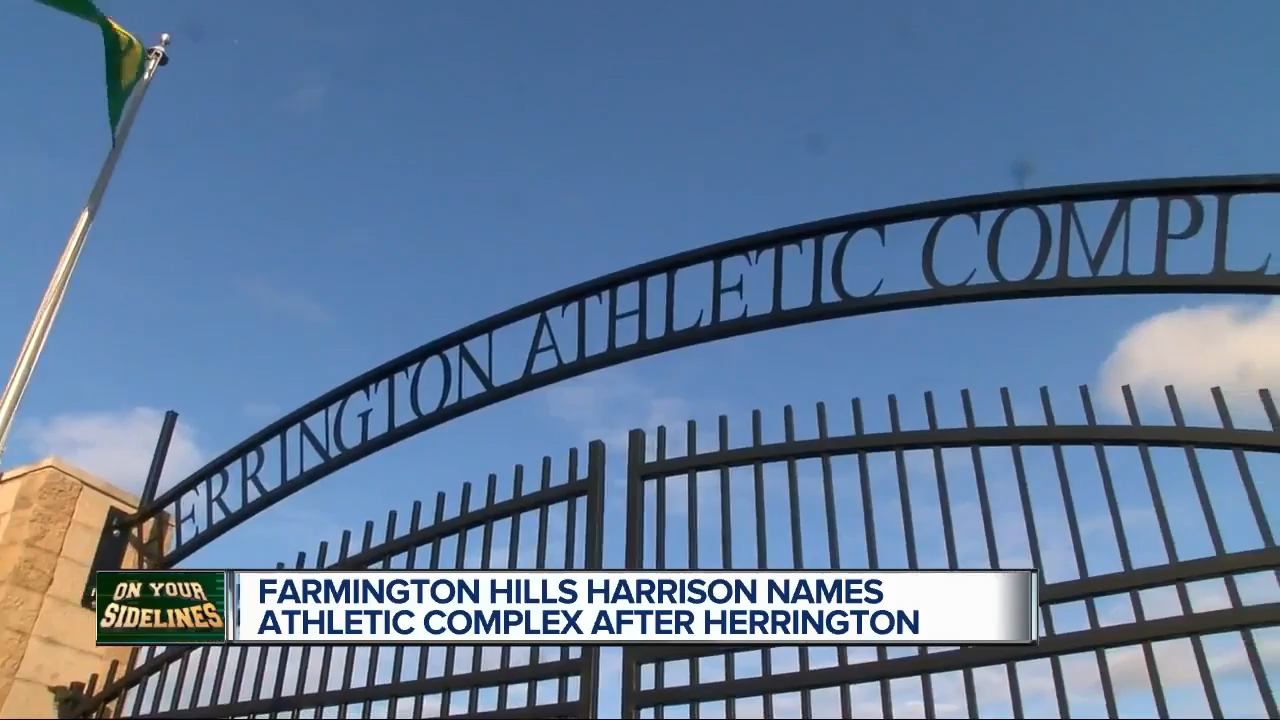 ERRINGTON ATHLETIC COMPL
ON YOUR
SIDELINES
FARMINGTON HILLS HARRISON NAMES
ATHLETIC COMPLEX AFTER HERRINGTON